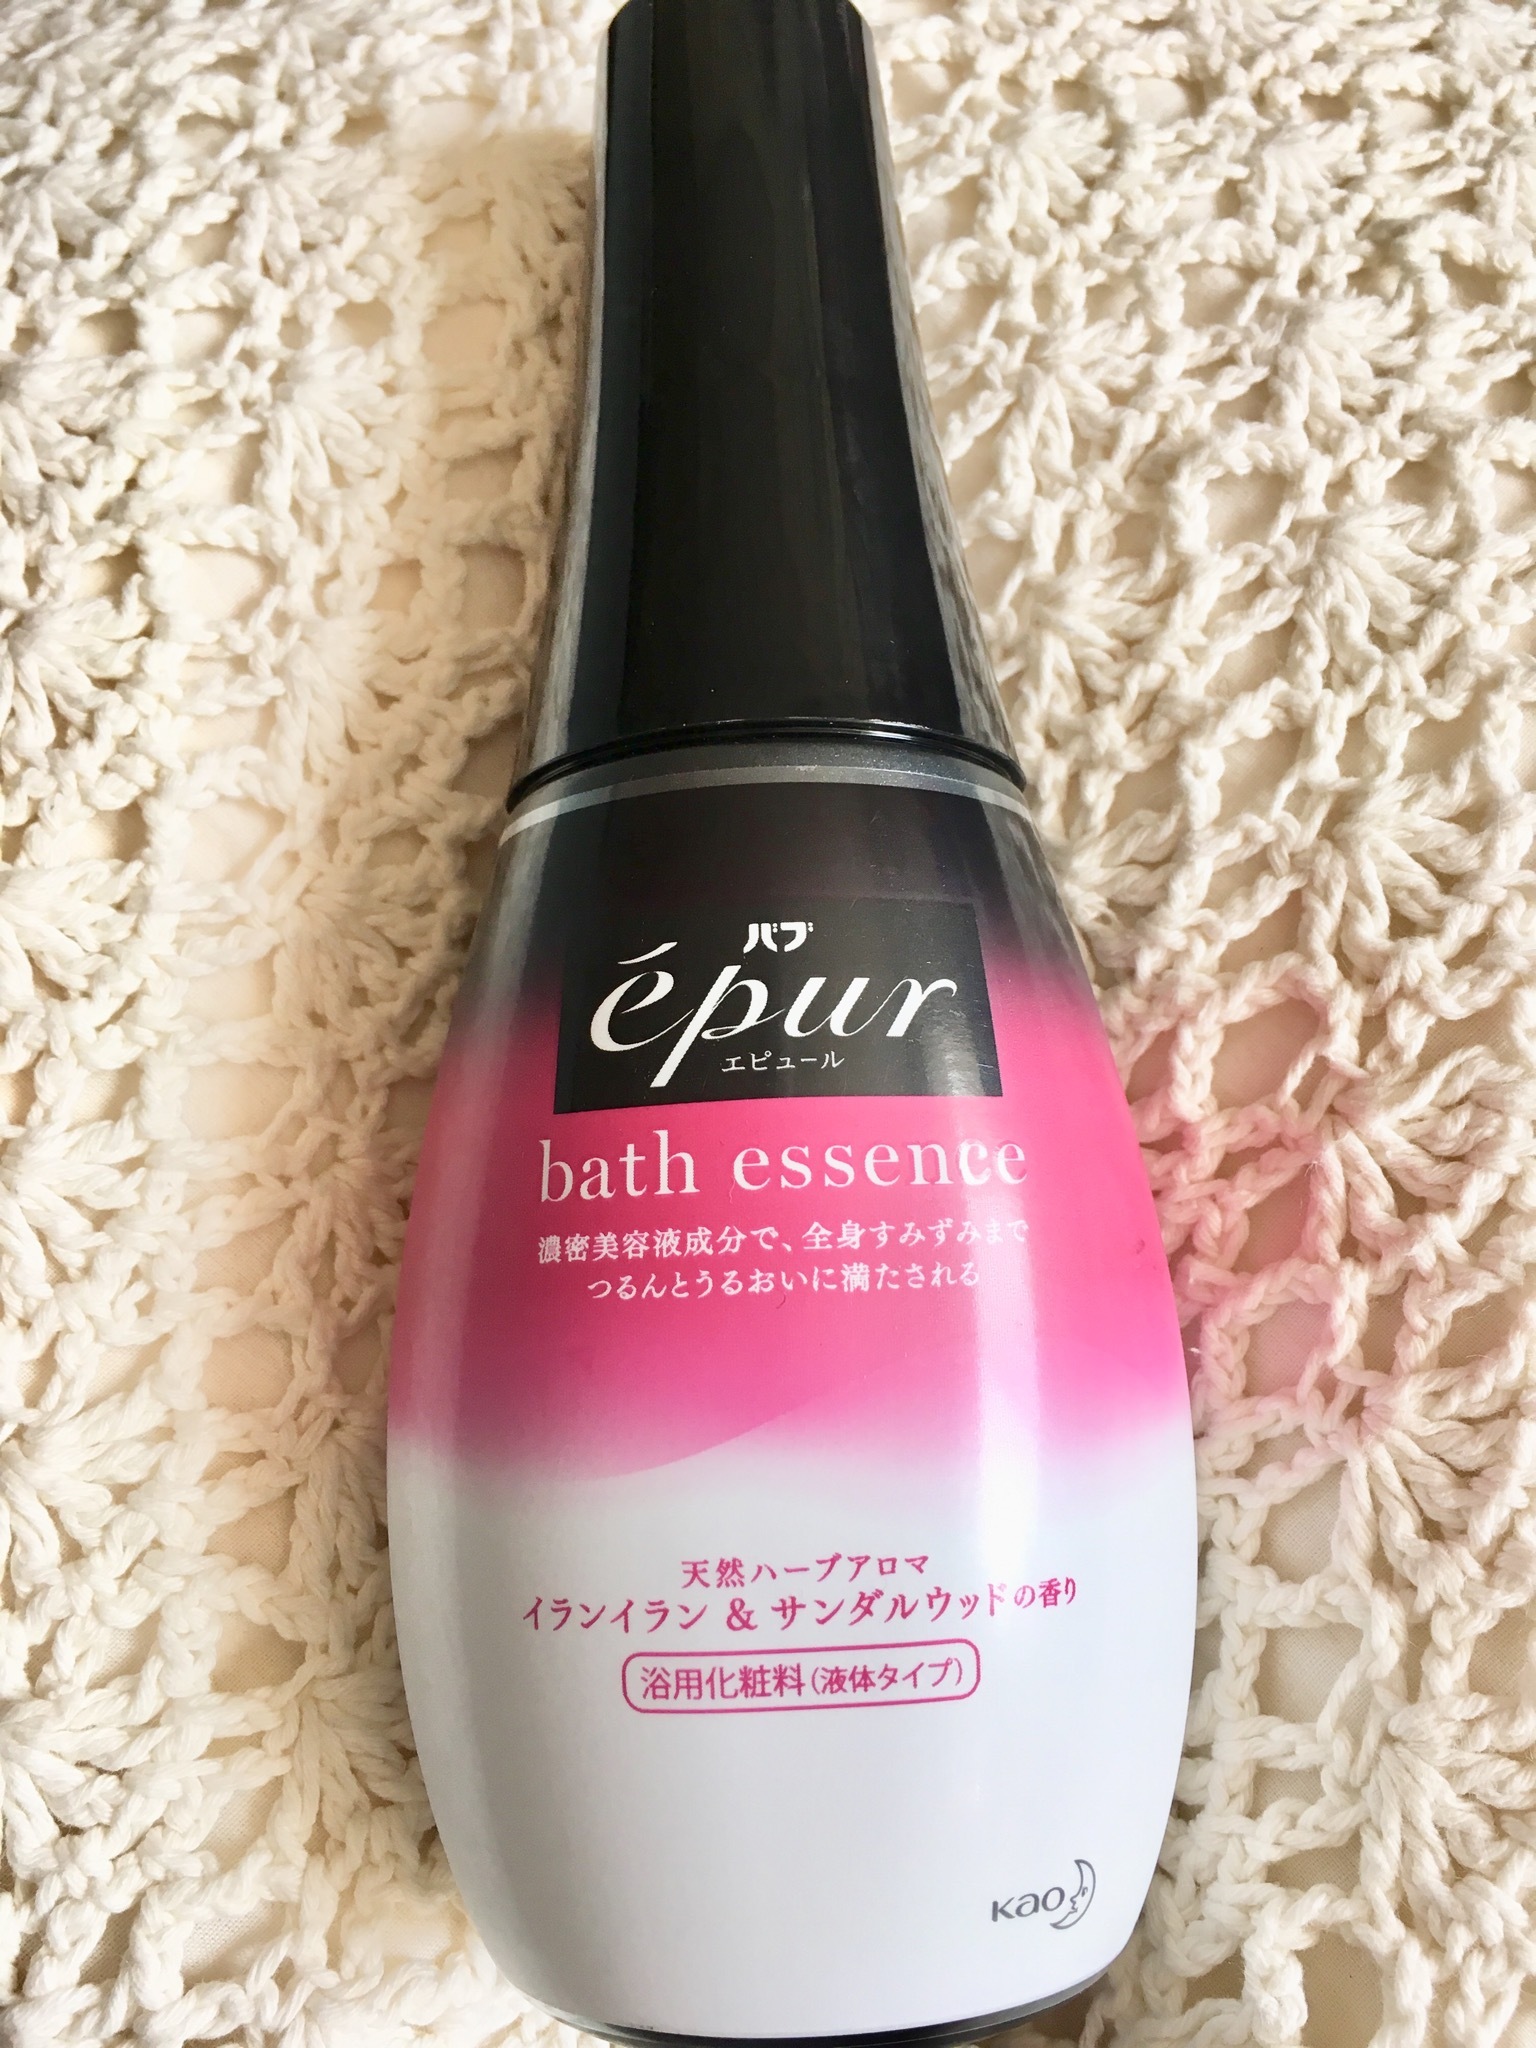 バブ
épur
エピュール
bath essence
濃密美容液成分で、全身すみずみまで
つるんとうるおいに満たされる
天然ハーブアロマ
イランイラン & サンダルウッドの香り
浴用化粧料(液体タイプ)
Kao